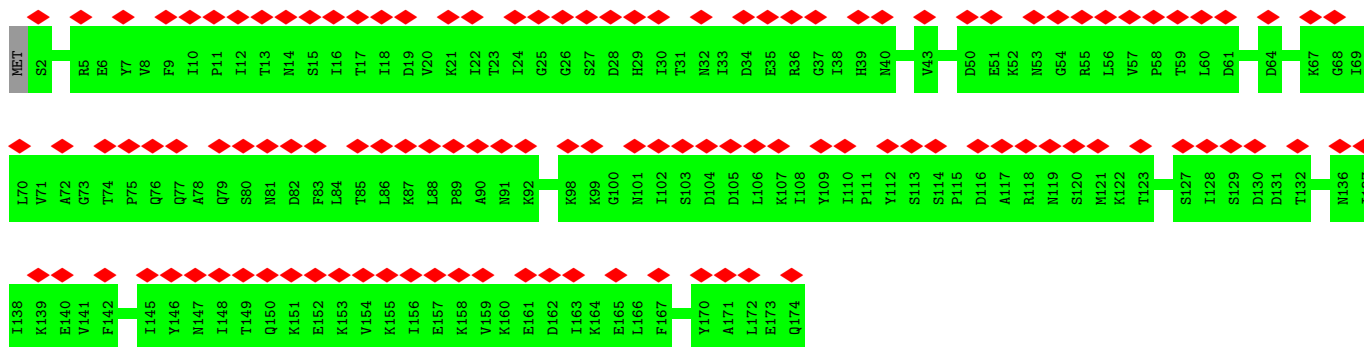 MET S2 R5 E6 Y7 V8 F9 I10 P11 I12 T13 N14 S15 I16 T17 I18 D19 V20 K21 I22 T23 I24 G25 G26 S27 D28 H29 I30 T31 N32 I33 D34 E35 R36 G37 I38 H39 N40 V43 D50 E51 K52 N53 G54 R55 L56 V57 P58 T59 L60 D61 D64 K67 G68 I69
L70 V71 A72 G73 T74 P75 Q76 Q77 A78 Q79 S80 N81 D82 F83 L84 T85 L86 K87 L88 P89 A90 N91 K92 K98 K99 G100 N101 I102 S103 D104 D105 L106 K107 I108 Y109 I110 P111 Y112 S113 S114 P115 D116 A117 R118 N119 S120 M121 K122 T123 S127 I128 S129 D130 D131 T132 N136
I138 K139 E140 V141 F142 I145 Y146 N147 I148 T149 Q150 K151 E152 K153 V154 K155 I156 E157 K158 V159 K160 E161 D162 I163 K164 E165 L166 F167 Y170 A171 L172 E173 Q174